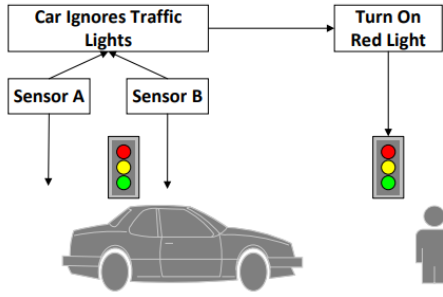 Car Ignores Traffic
Lights
Turn On
Red Light
Sensor A
Sensor B